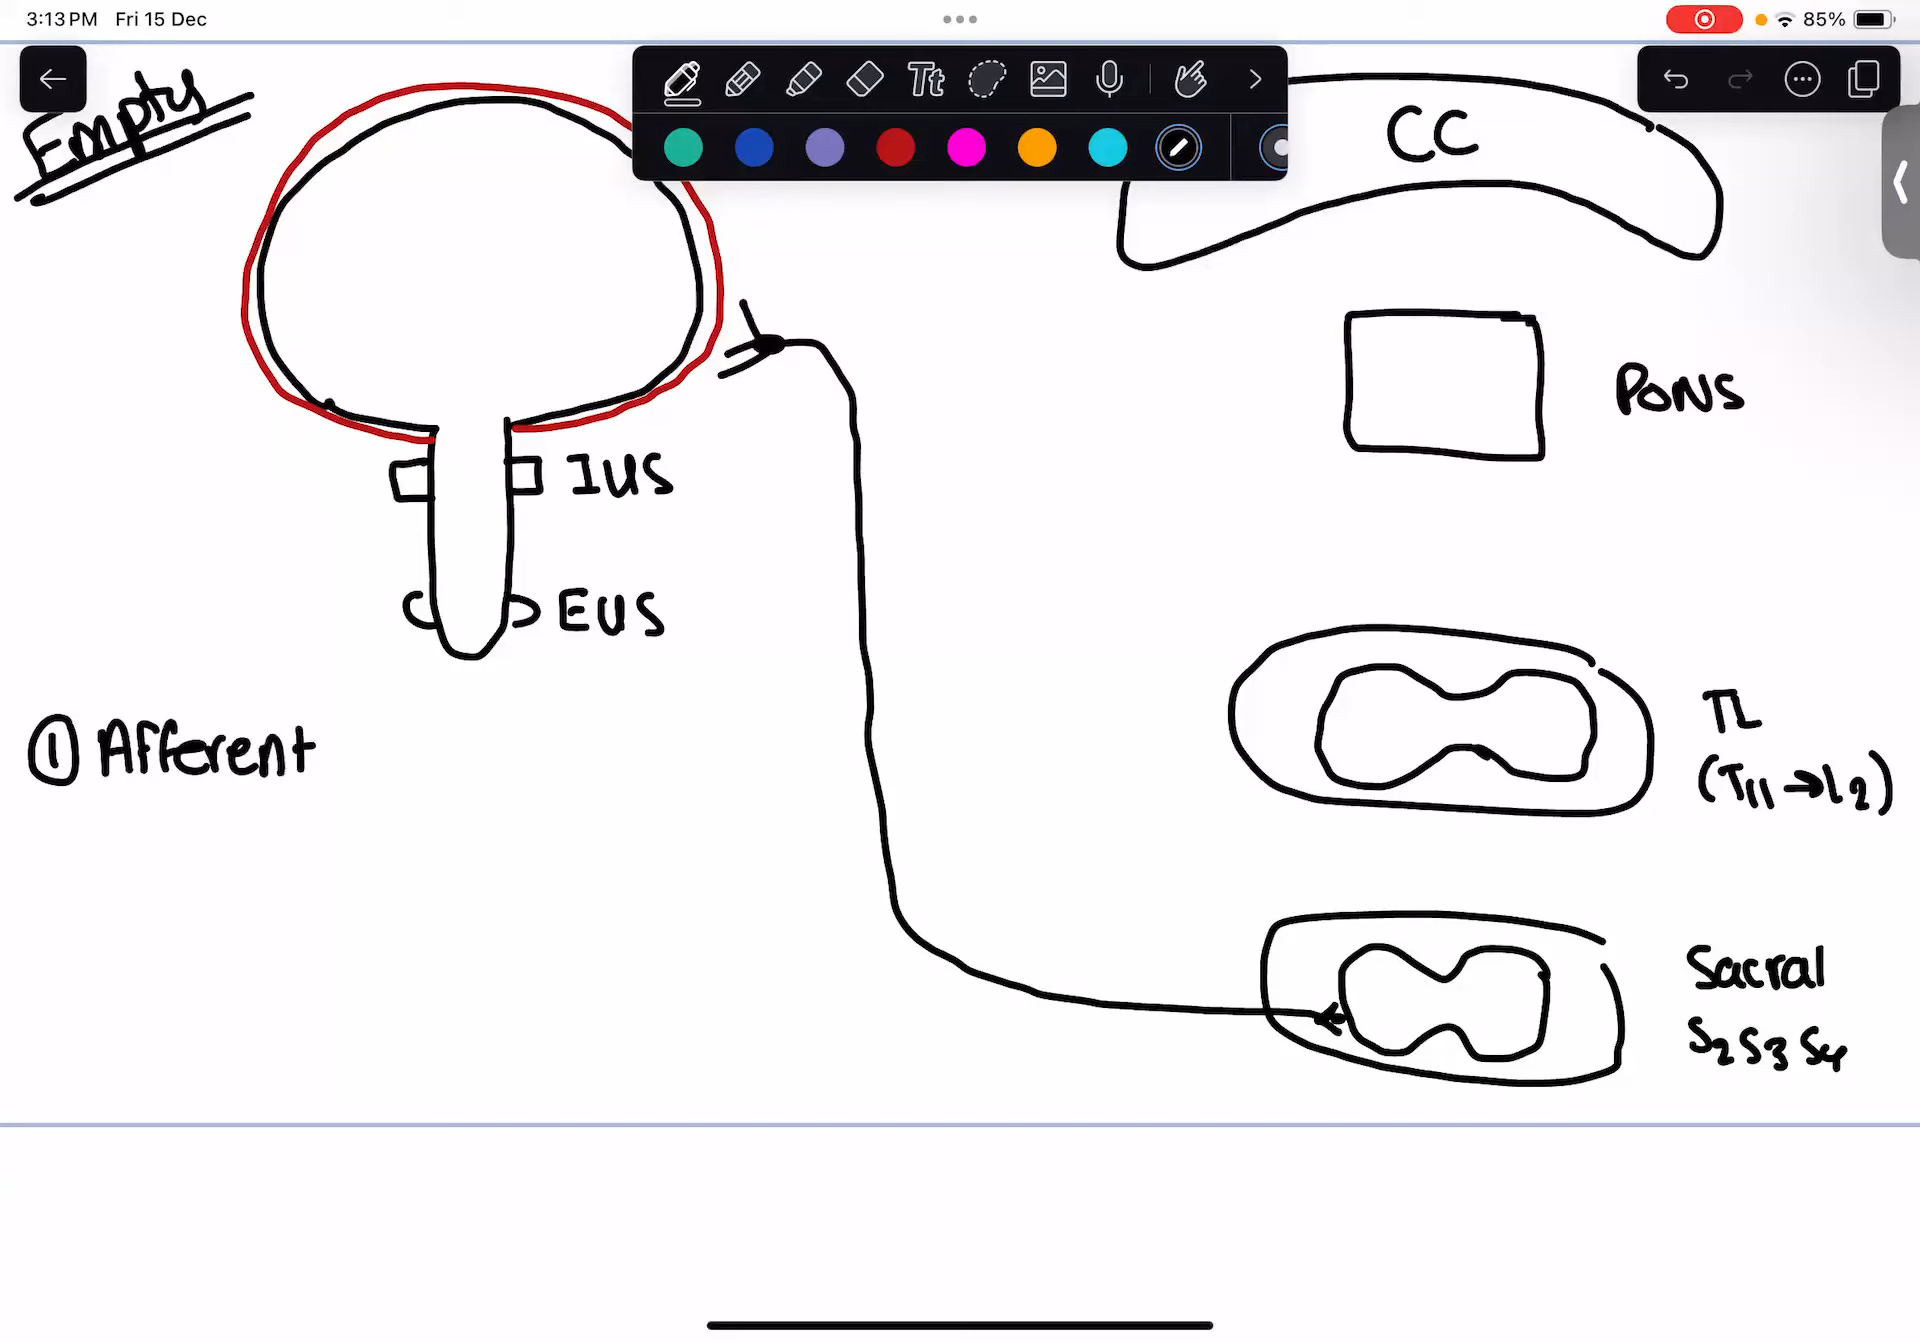 3:13 PM Fri 15 Dec
85%
Empty
Tt
CC
PONS
IUS
EUS
① Afferent
TL
(T11→L2)
Sacral
S2 S3 S4